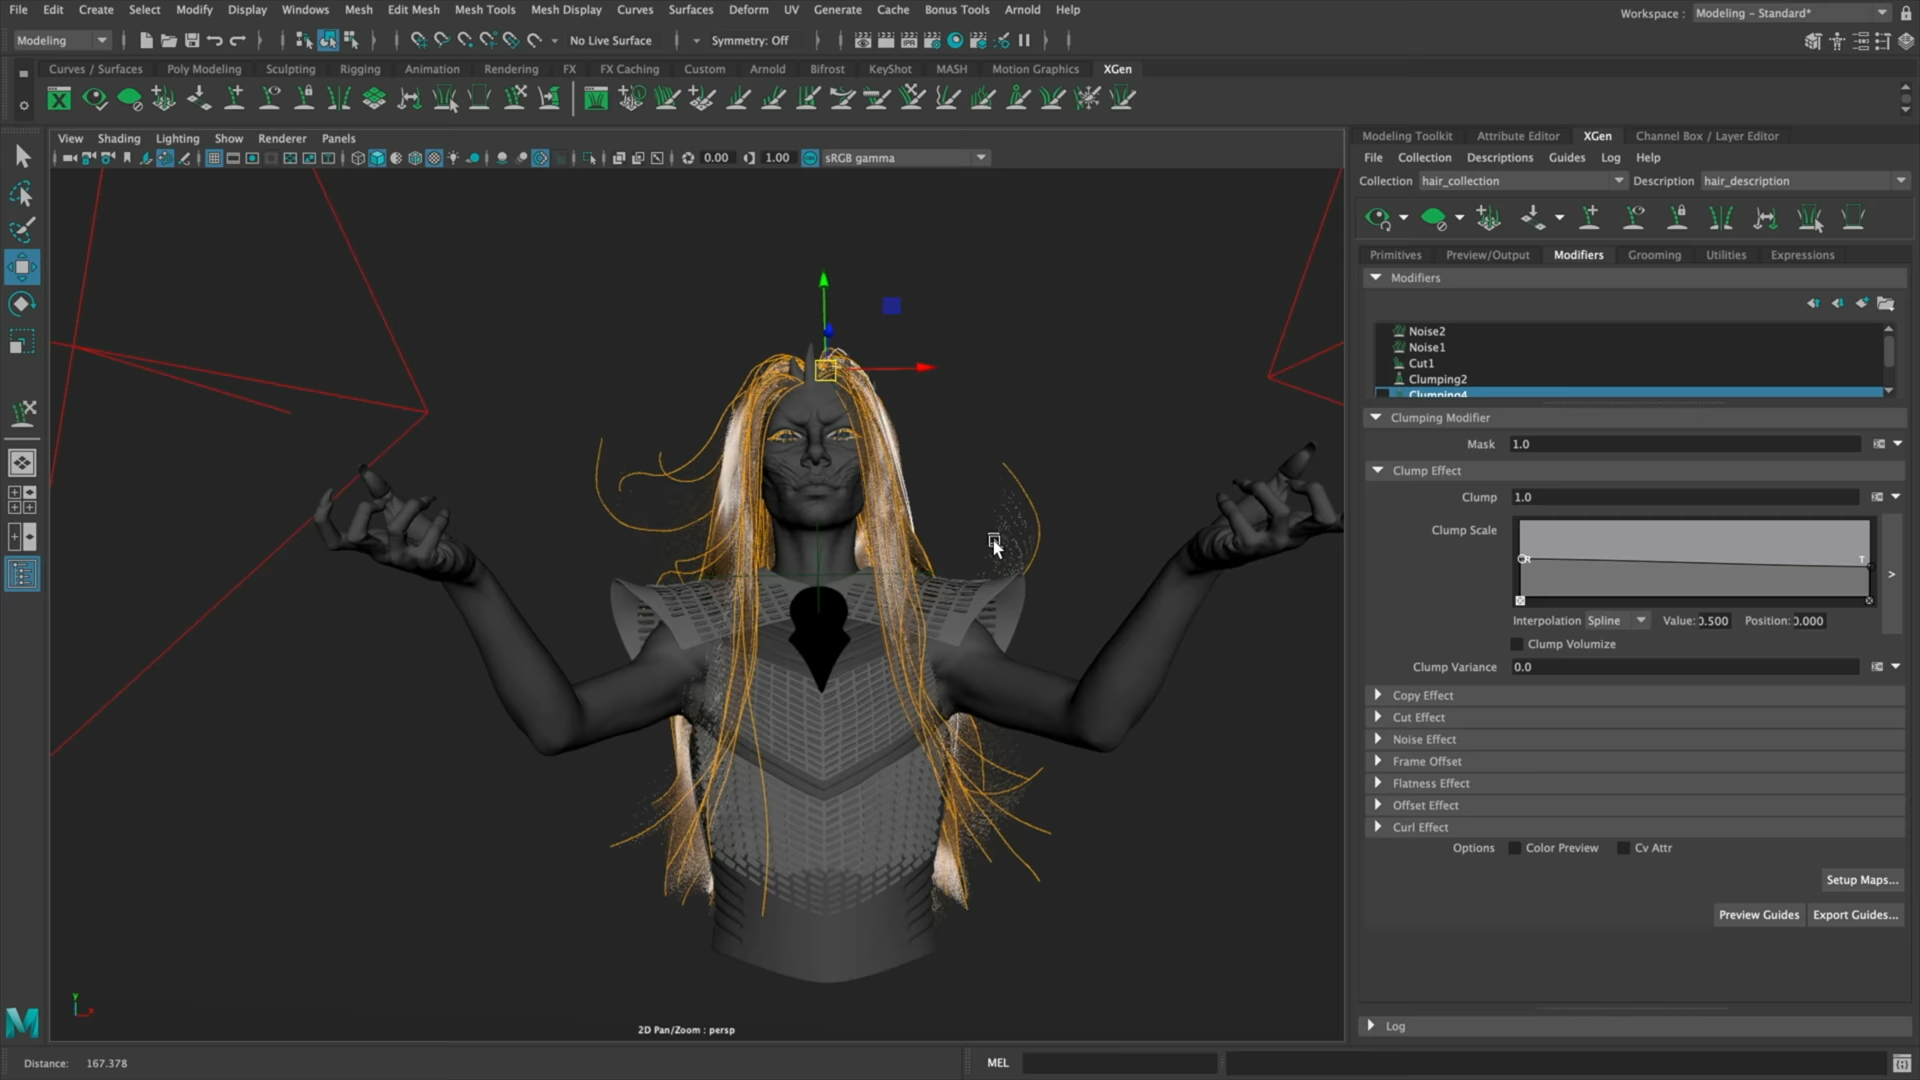 File Edit Create Select Modify Display Windows Mesh Edit Mesh Mesh Tools Mesh Display Curves Surfaces Deform UV Generate Cache Bonus Tools Arnold Help
Workspace : Modeling - Standard*
Modeling
No Live Surface
Symmetry: Off
Curves / Surfaces Poly Modeling Sculpting Rigging Animation Rendering FX FX Caching Custom Arnold Bifrost KeyShot MASH Motion Graphics XGen
View Shading Lighting Show Renderer Panels
0.00 1.00 sRGB gamma
2D Pan/Zoom : persp
Modeling Toolkit Attribute Editor XGen Channel Box / Layer Editor
File Collection Descriptions Guides Log Help
Collection hair_collection Description hair_description
Primitives Preview/Output Modifiers Grooming Utilities Expressions
Modifiers
Noise2
Noise1
Cut1
Clumping2
Clumping4
Clumping Modifier
Mask 1.0
Clump Effect
Clump 1.0
Clump Scale
R T
>
Interpolation Spline Value: 0.500 Position: 0.000
Clump Volumize
Clump Variance 0.0
Copy Effect
Cut Effect
Noise Effect
Frame Offset
Flatness Effect
Offset Effect
Curl Effect
Options Color Preview Cv Attr
Setup Maps...
Preview Guides Export Guides...
Log
Y
X
M
Distance: 167.378
MEL